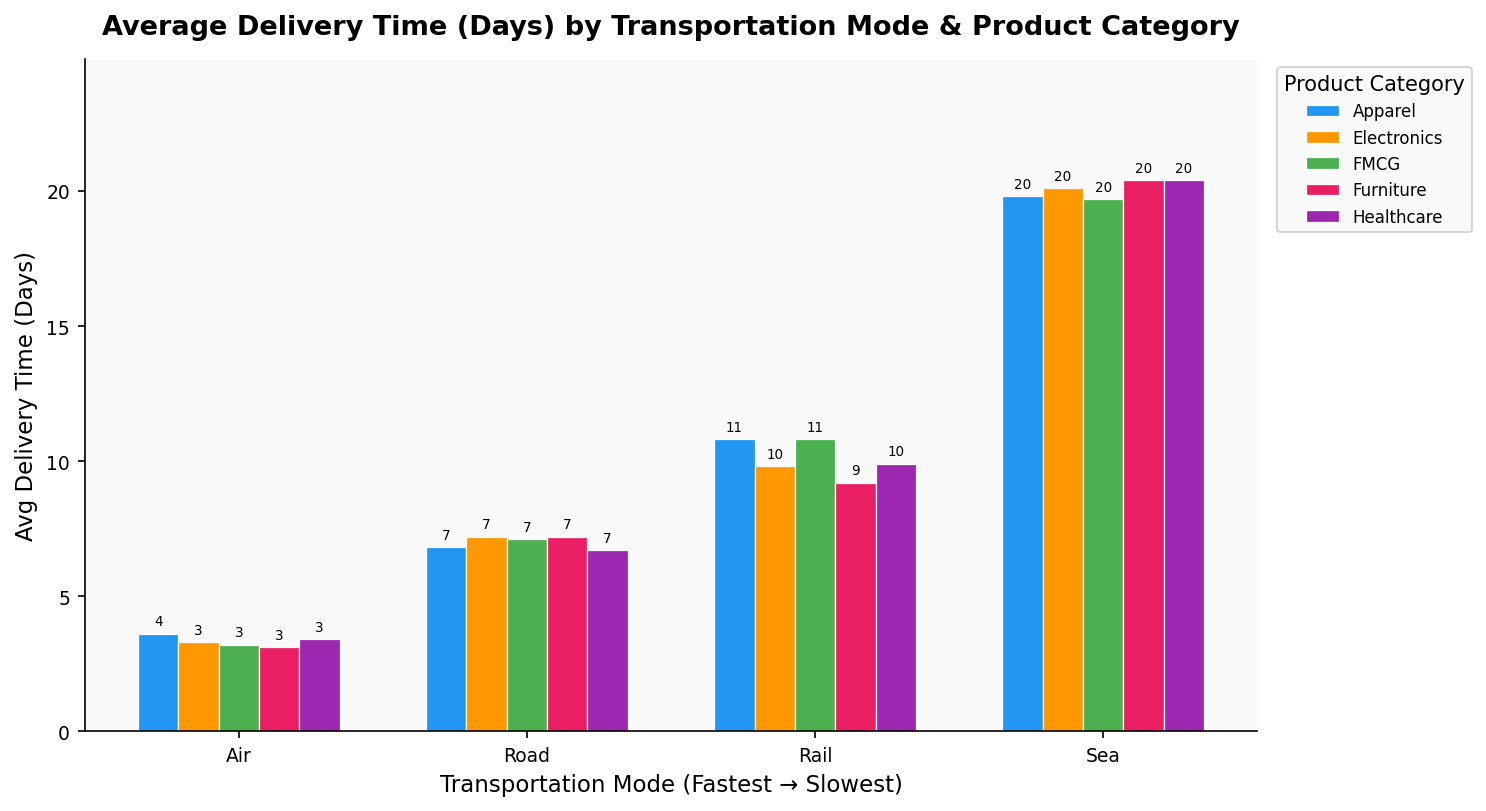 Average Delivery Time (Days) by Transportation Mode & Product Category
Product Category
Apparel
Electronics
FMCG
Furniture
Healthcare
Avg Delivery Time (Days)
20
15
10
5
0
4 3 3 3 3
7 7 7 7 7
11 10 11 9 10
20 20 20 20 20
Air Road Rail Sea
Transportation Mode (Fastest → Slowest)